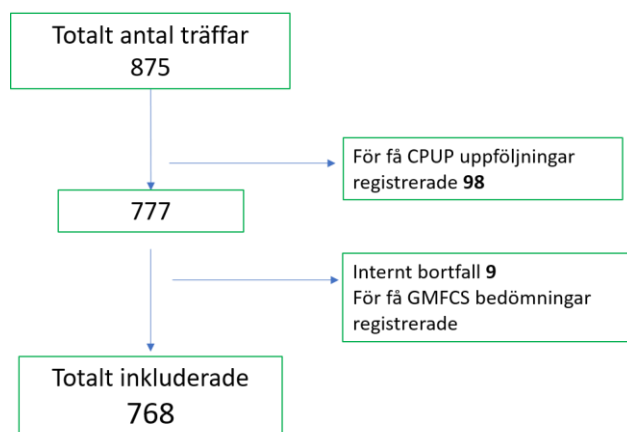 Totalt antal träffar
875
För få CPUP uppföljningar
registrerade 98
777
Internt bortfall 9
För få GMFCS bedömningar
registrerade
Totalt inkluderade
768